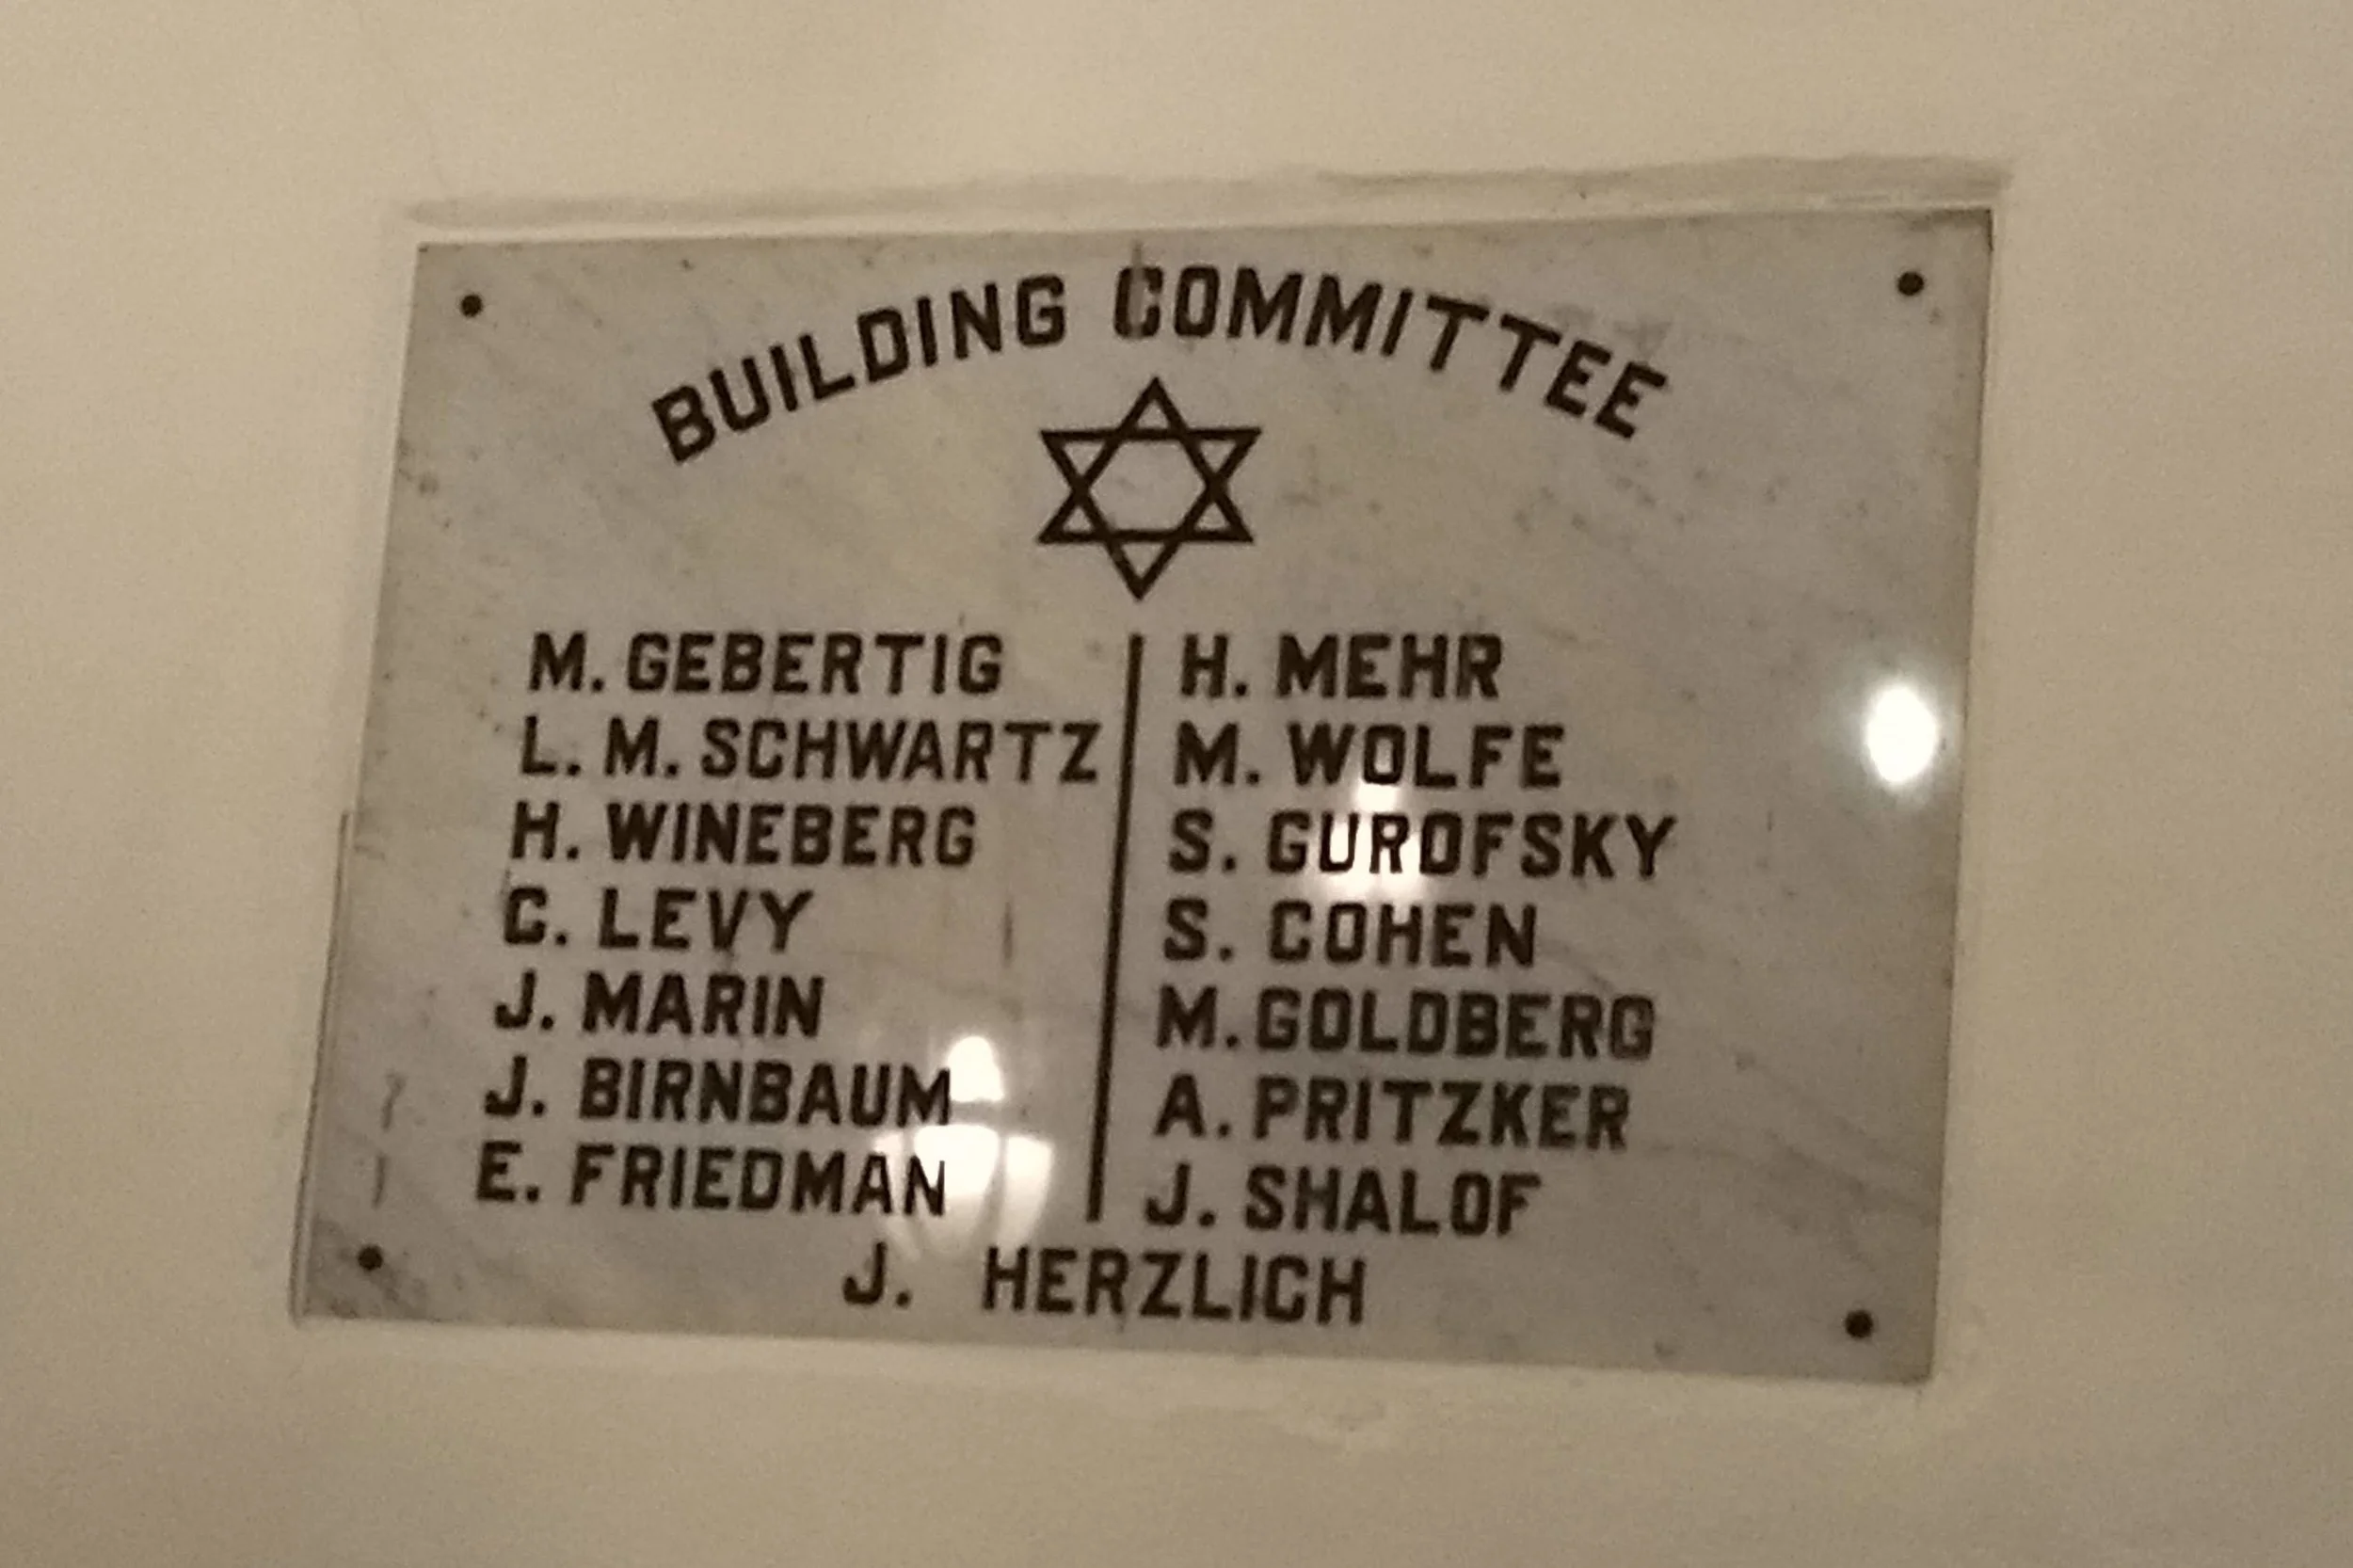 BUILDING COMMITTEE
M. GEBERTIG
L. M. SCHWARTZ
H. WINEBERG
C. LEVY
J. MARIN
J. BIRNBAUM
E. FRIEDMAN
H. MEHR
M. WOLFE
S. GUROFSKY
S. COHEN
M. GOLDBERG
A. PRITZKER
J. SHALOF
J. HERZLICH